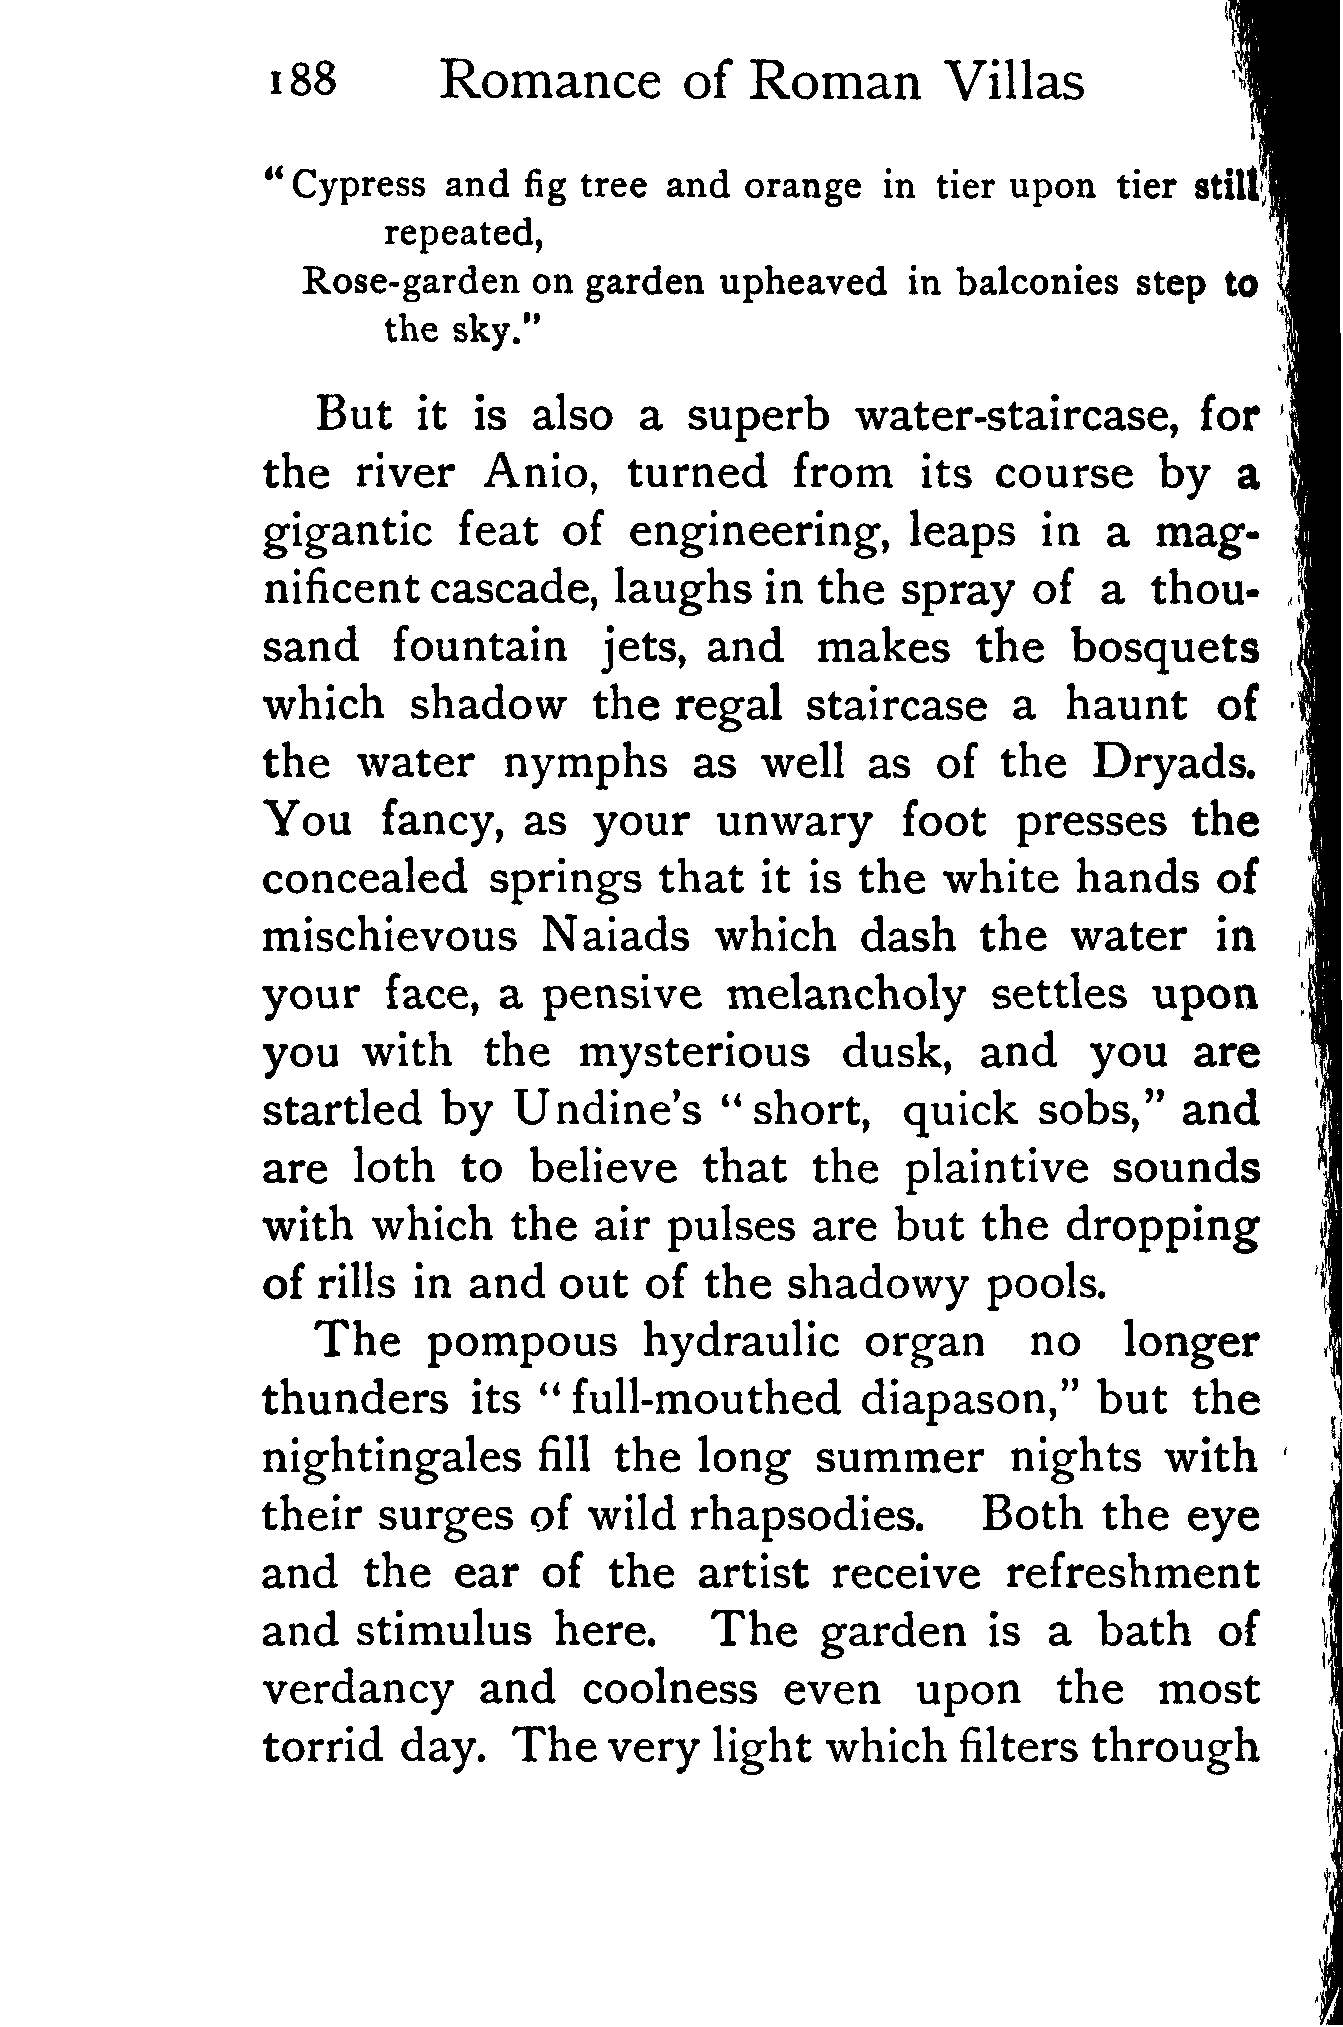 188 Romance of Roman Villas
“Cypress and fig tree and orange in tier upon tier still
repeated,
Rose-garden on garden upheaved in balconies step to
the sky."
But it is also a superb water-staircase, for
the river Anio, turned from its course by a
gigantic feat of engineering, leaps in a mag-
nificent cascade, laughs in the spray of a thou-
sand fountain jets, and makes the bosquets
which shadow the regal staircase a haunt of
the water nymphs as well as of the Dryads.
You fancy, as your unwary foot presses the
concealed springs that it is the white hands of
mischievous Naiads which dash the water in
your face, a pensive melancholy settles upon
you with the mysterious dusk, and you are
startled by Undine's “short, quick sobs,” and
are loth to believe that the plaintive sounds
with which the air pulses are but the dropping
of rills in and out of the shadowy pools.
The pompous hydraulic organ no longer
thunders its “full-mouthed diapason,” but the
nightingales fill the long summer nights with
their surges of wild rhapsodies. Both the eye
and the ear of the artist receive refreshment
and stimulus here. The garden is a bath of
verdancy and coolness even upon the most
torrid day. The very light which filters through